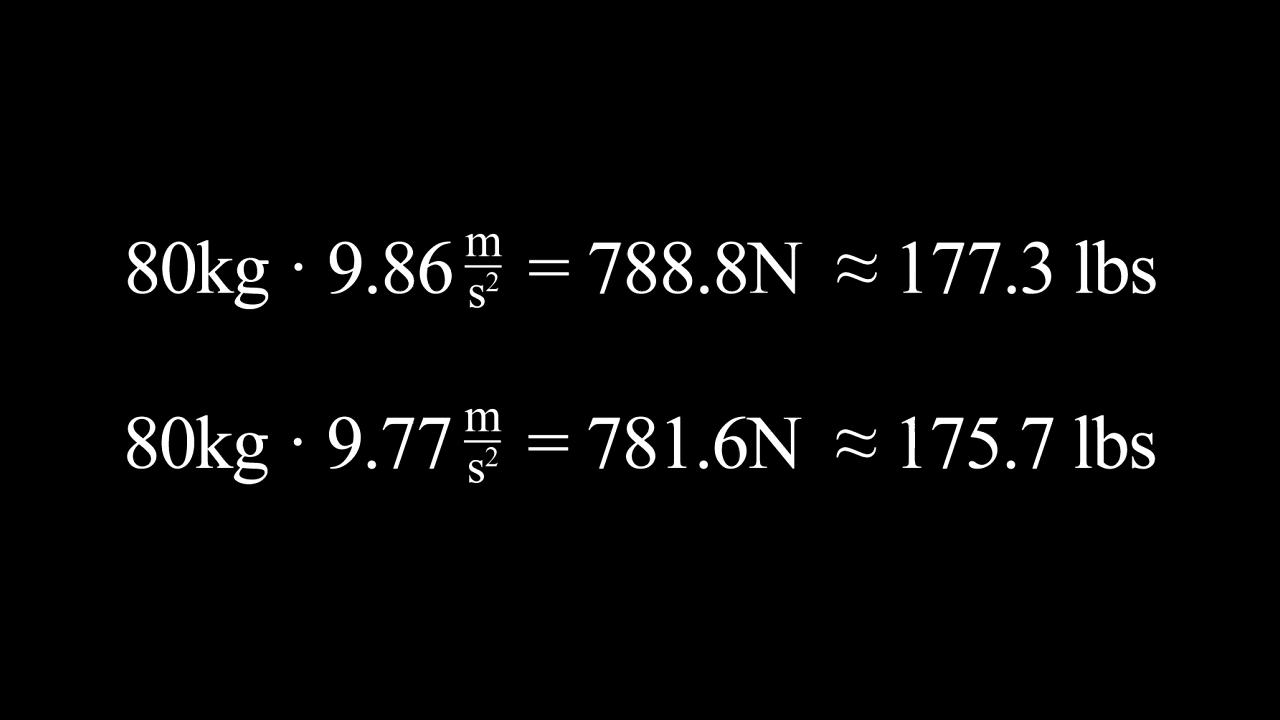 80kg · 9.86 m/s² = 788.8N ≈ 177.3 lbs
80kg · 9.77 m/s² = 781.6N ≈ 175.7 lbs